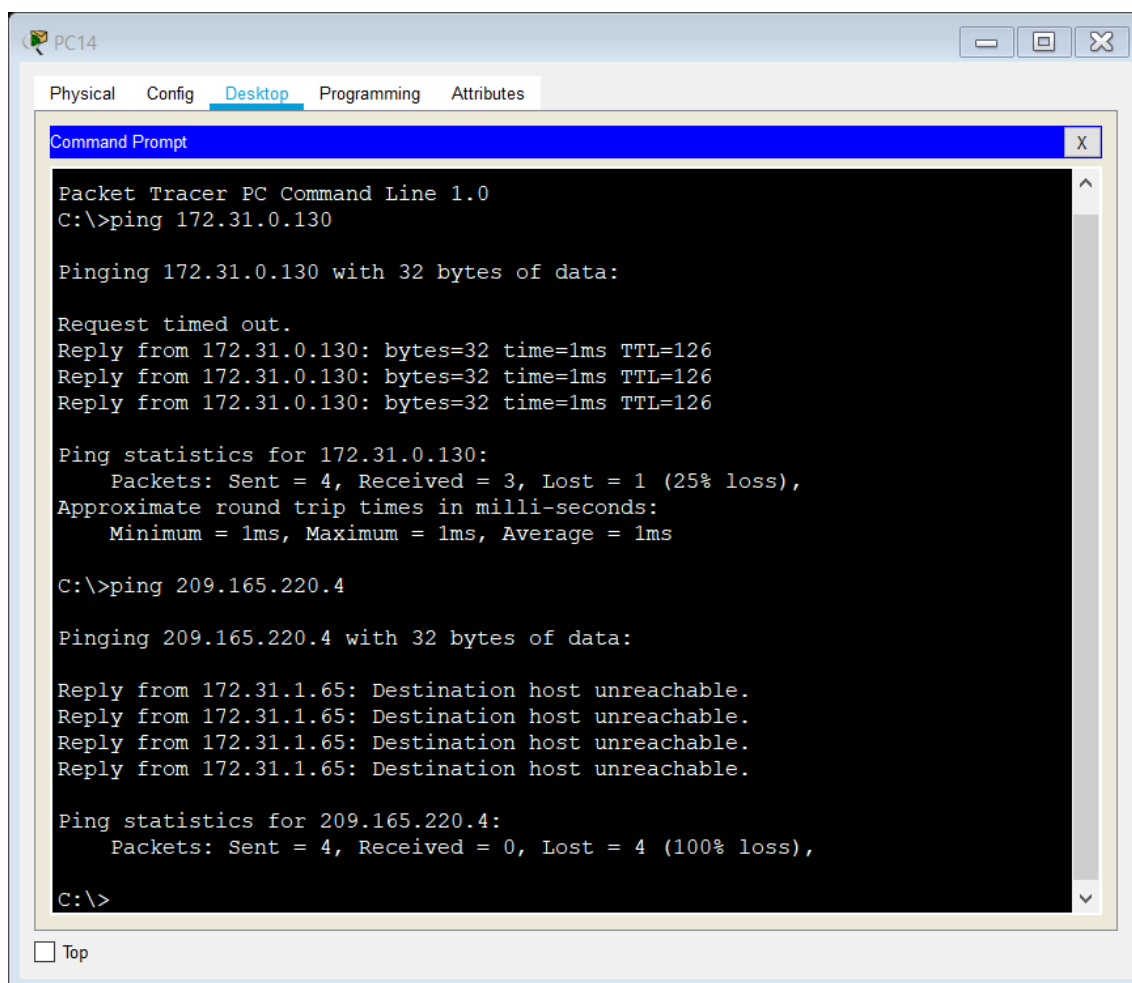 PC14
Physical Config Desktop Programming Attributes
Command Prompt X
Packet Tracer PC Command Line 1.0
C:\>ping 172.31.0.130
Pinging 172.31.0.130 with 32 bytes of data:
Request timed out.
Reply from 172.31.0.130: bytes=32 time=1ms TTL=126
Reply from 172.31.0.130: bytes=32 time=1ms TTL=126
Reply from 172.31.0.130: bytes=32 time=1ms TTL=126
Ping statistics for 172.31.0.130:
Packets: Sent = 4, Received = 3, Lost = 1 (25% loss),
Approximate round trip times in milli-seconds:
Minimum = 1ms, Maximum = 1ms, Average = 1ms
C:\>ping 209.165.220.4
Pinging 209.165.220.4 with 32 bytes of data:
Reply from 172.31.1.65: Destination host unreachable.
Reply from 172.31.1.65: Destination host unreachable.
Reply from 172.31.1.65: Destination host unreachable.
Reply from 172.31.1.65: Destination host unreachable.
Ping statistics for 209.165.220.4:
Packets: Sent = 4, Received = 0, Lost = 4 (100% loss),
C:\>
Top